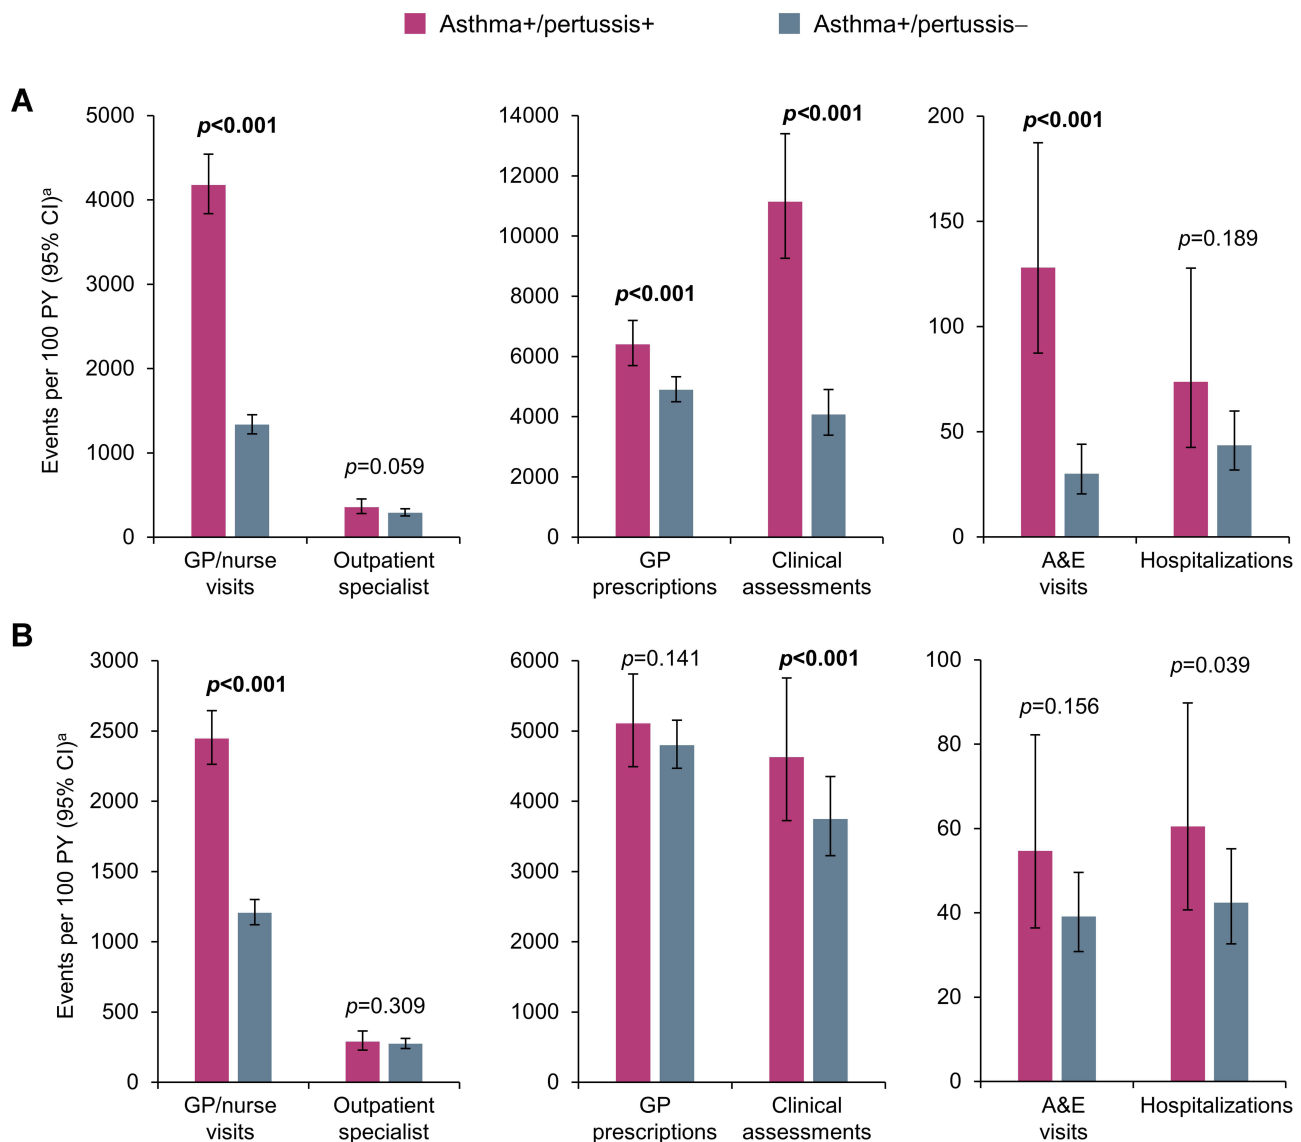 Asthma+/pertussis+ Asthma+/pertussis–
A
Events per 100 PY (95% CI)ª
5000
4000
3000
2000
1000
0
p<0.001
p=0.059
GP/nurse visits
Outpatient specialist
14000
12000
10000
8000
6000
4000
2000
0
p<0.001
p<0.001
GP prescriptions
Clinical assessments
200
150
100
50
0
p<0.001
p=0.189
A&E visits
Hospitalizations
B
Events per 100 PY (95% CI)ª
3000
2500
2000
1500
1000
500
0
p<0.001
p=0.309
GP/nurse visits
Outpatient specialist
6000
5000
4000
3000
2000
1000
0
p=0.141
p<0.001
GP prescriptions
Clinical assessments
100
80
60
40
20
0
p=0.156
p=0.039
A&E visits
Hospitalizations